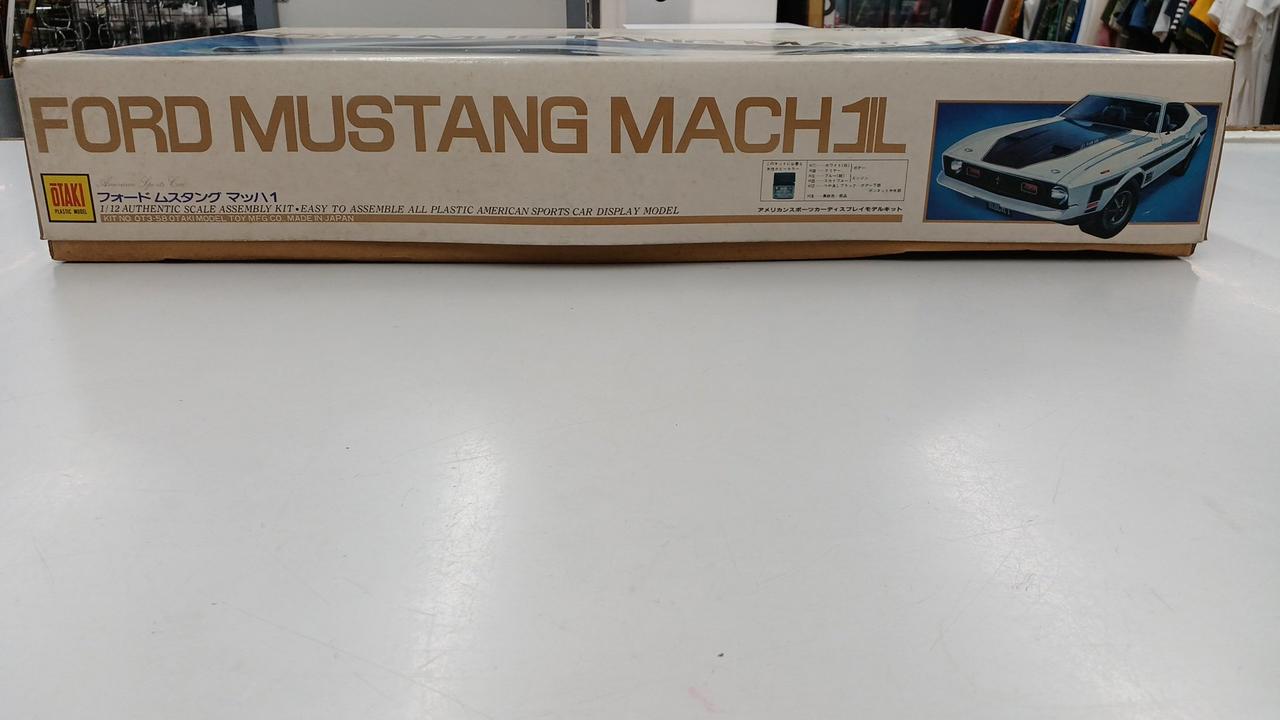 FORD MUSTANG MACH 1
American Sports Car
フォード ムスタング マッハ1
OTAKI
PLASTIC MODEL
1/12 AUTHENTIC SCALE ASSEMBLY KIT•EASY TO ASSEMBLE ALL PLASTIC AMERICAN SPORTS CAR DISPLAY MODEL
KIT NO. OT3-58 OTAKI MODEL TOY MFG CO., MADE IN JAPAN
アメリカンスポーツカーディスプレイモデルキット